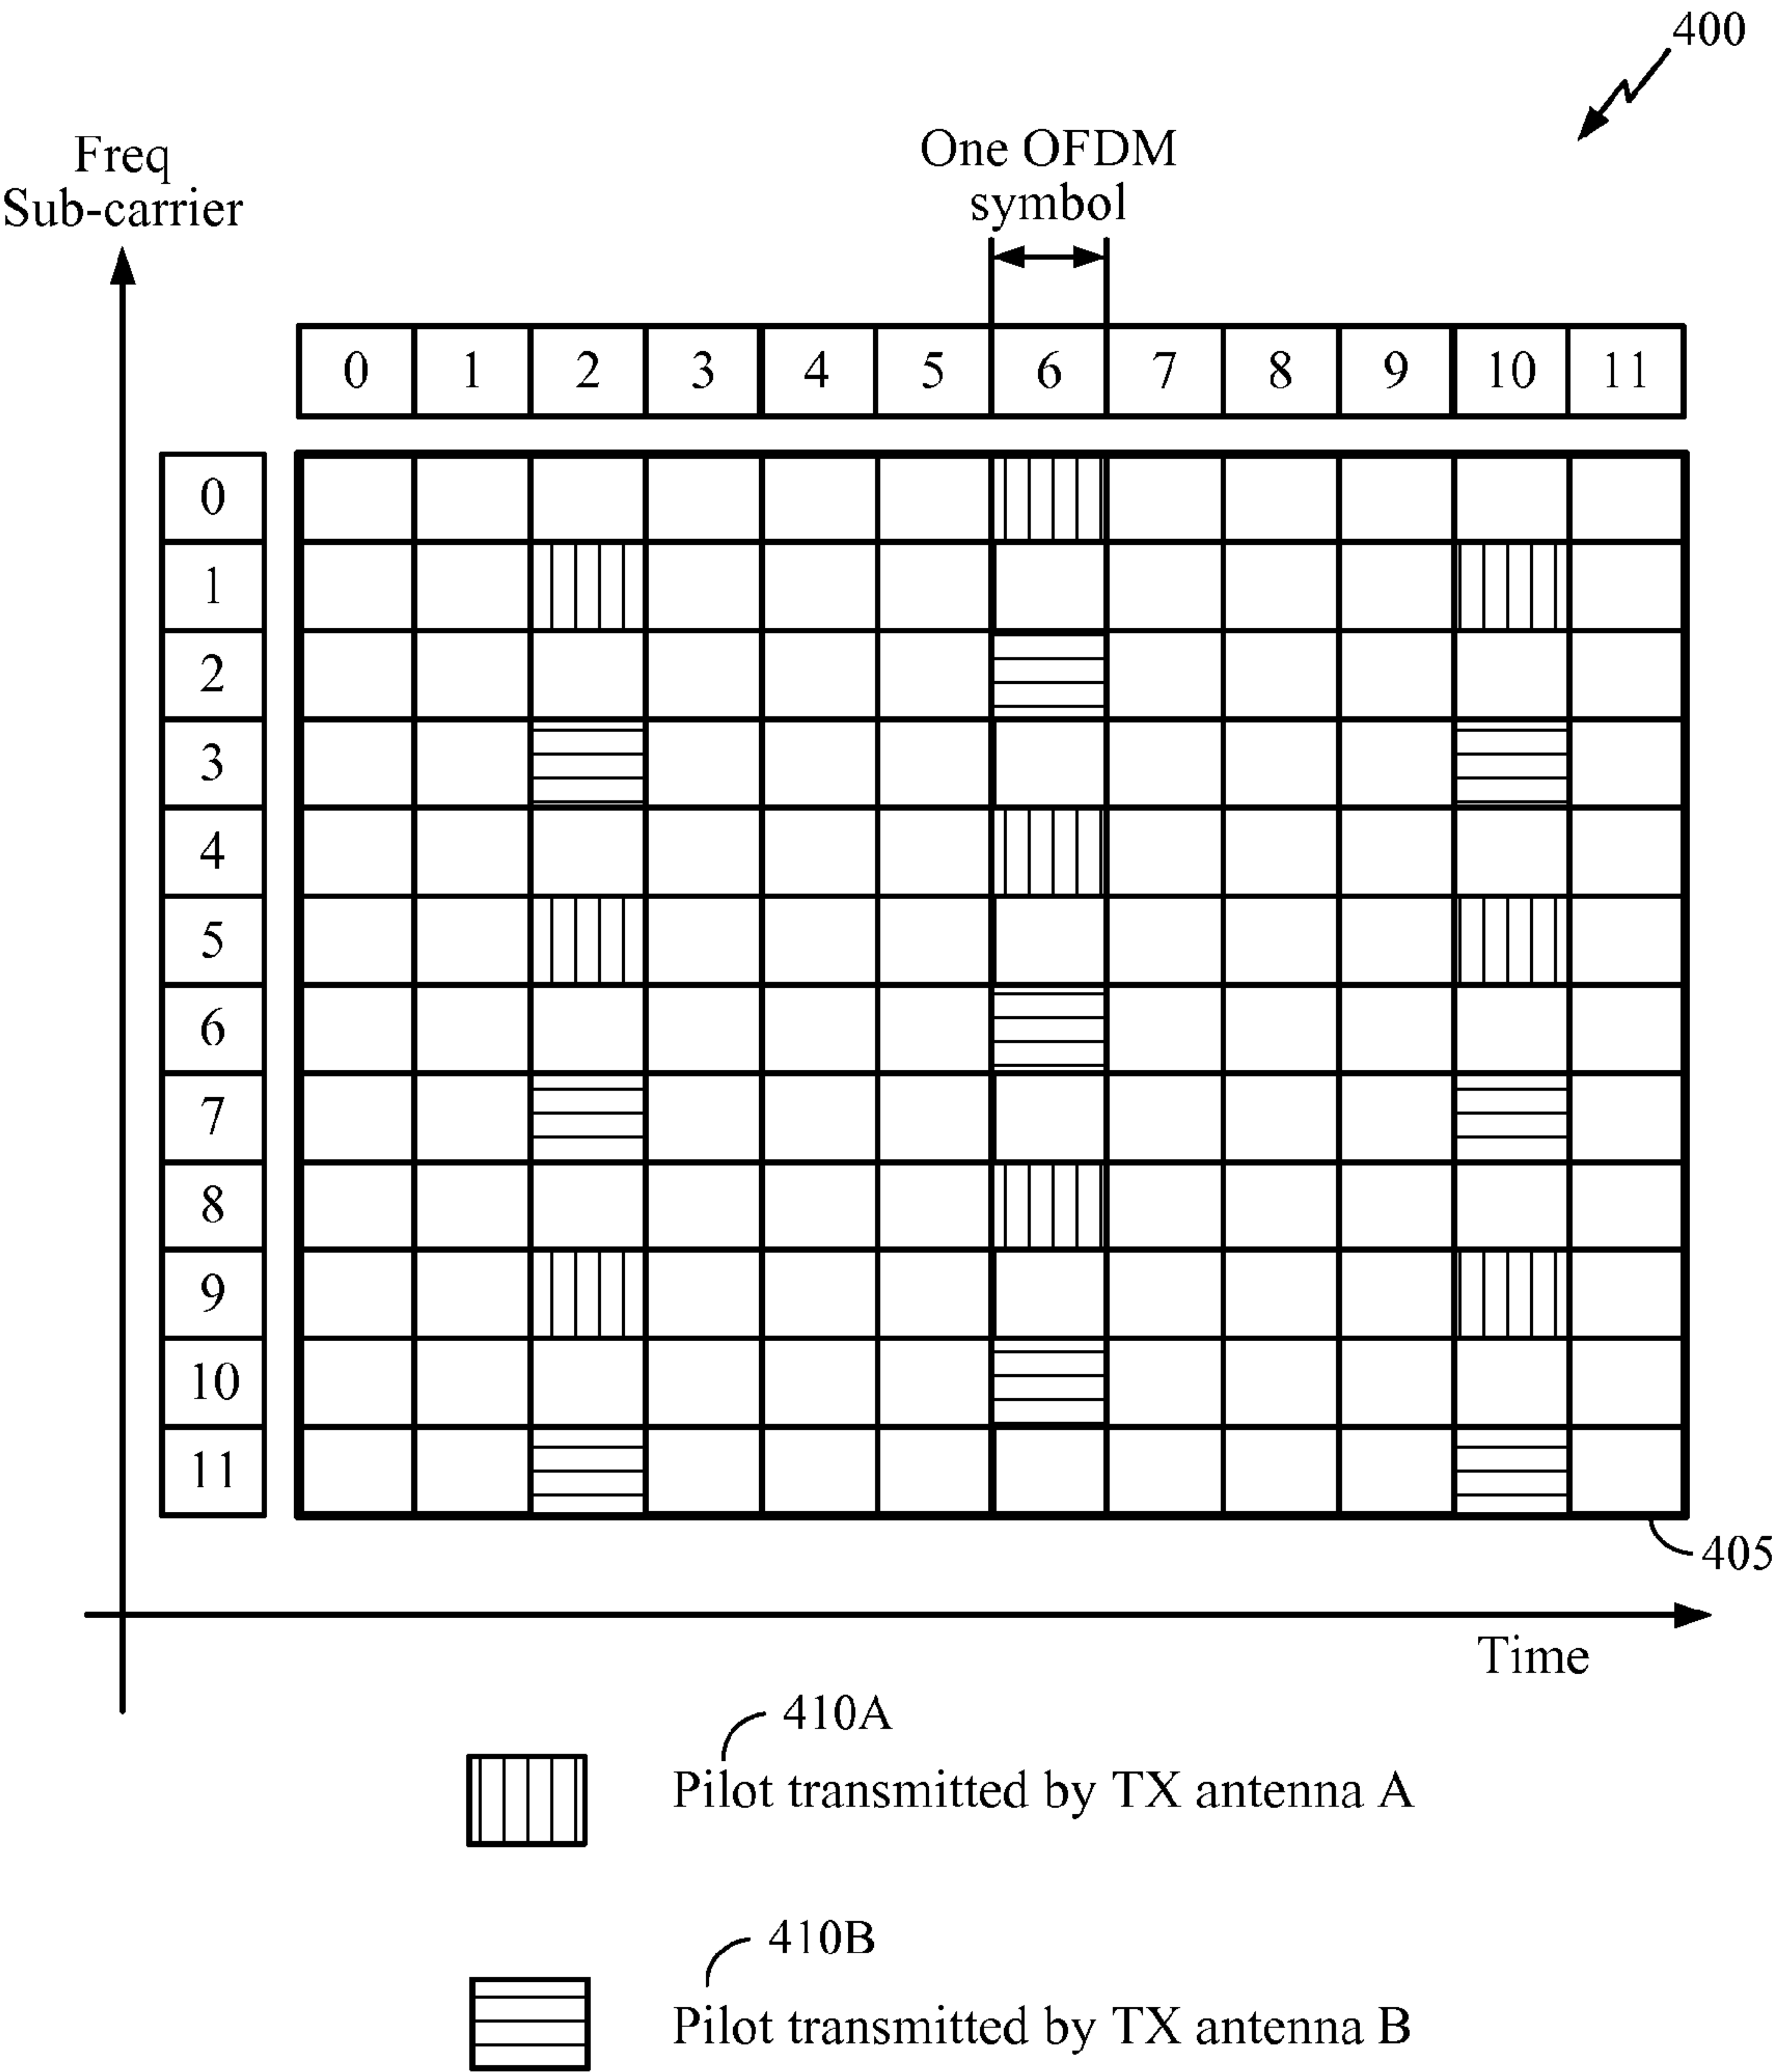 400
Freq
Sub-carrier
One OFDM
symbol
0 1 2 3 4 5 6 7 8 9 10 11
0
1
2
3
4
5
6
7
8
9
10
11
405
Time
410A
Pilot transmitted by TX antenna A
410B
Pilot transmitted by TX antenna B